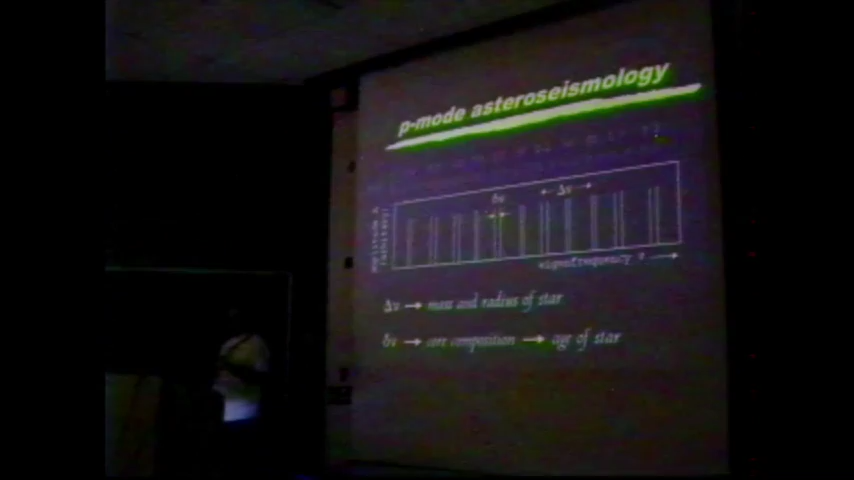 p-mode asteroseismology
δν
Δν
eigenfrequency ν →
Δν → mass and radius of star
δν → core composition → age of star